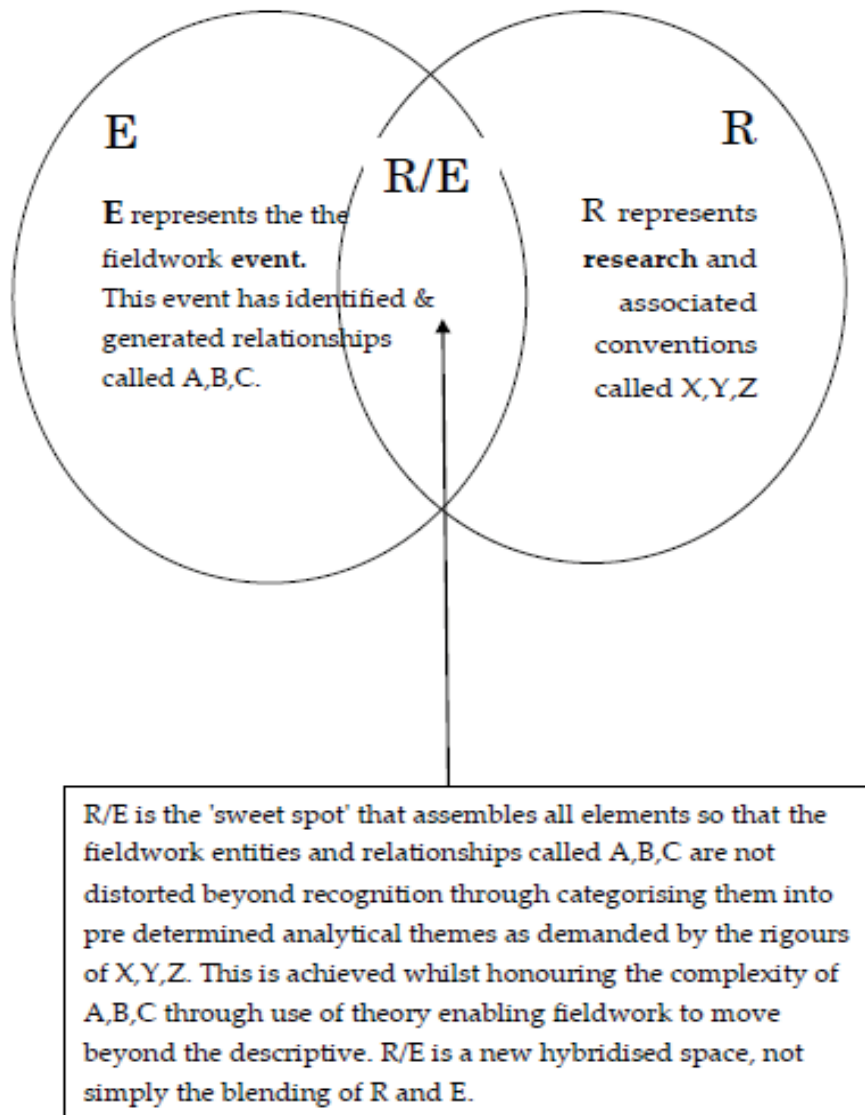 E
R
R/E
E represents the the
fieldwork event.
This event has identified &
generated relationships
called A,B,C.
R represents
research and
associated
conventions
called X,Y,Z
R/E is the 'sweet spot' that assembles all elements so that the
fieldwork entities and relationships called A,B,C are not
distorted beyond recognition through categorising them into
pre determined analytical themes as demanded by the rigours
of X,Y,Z. This is achieved whilst honouring the complexity of
A,B,C through use of theory enabling fieldwork to move
beyond the descriptive. R/E is a new hybridised space, not
simply the blending of R and E.